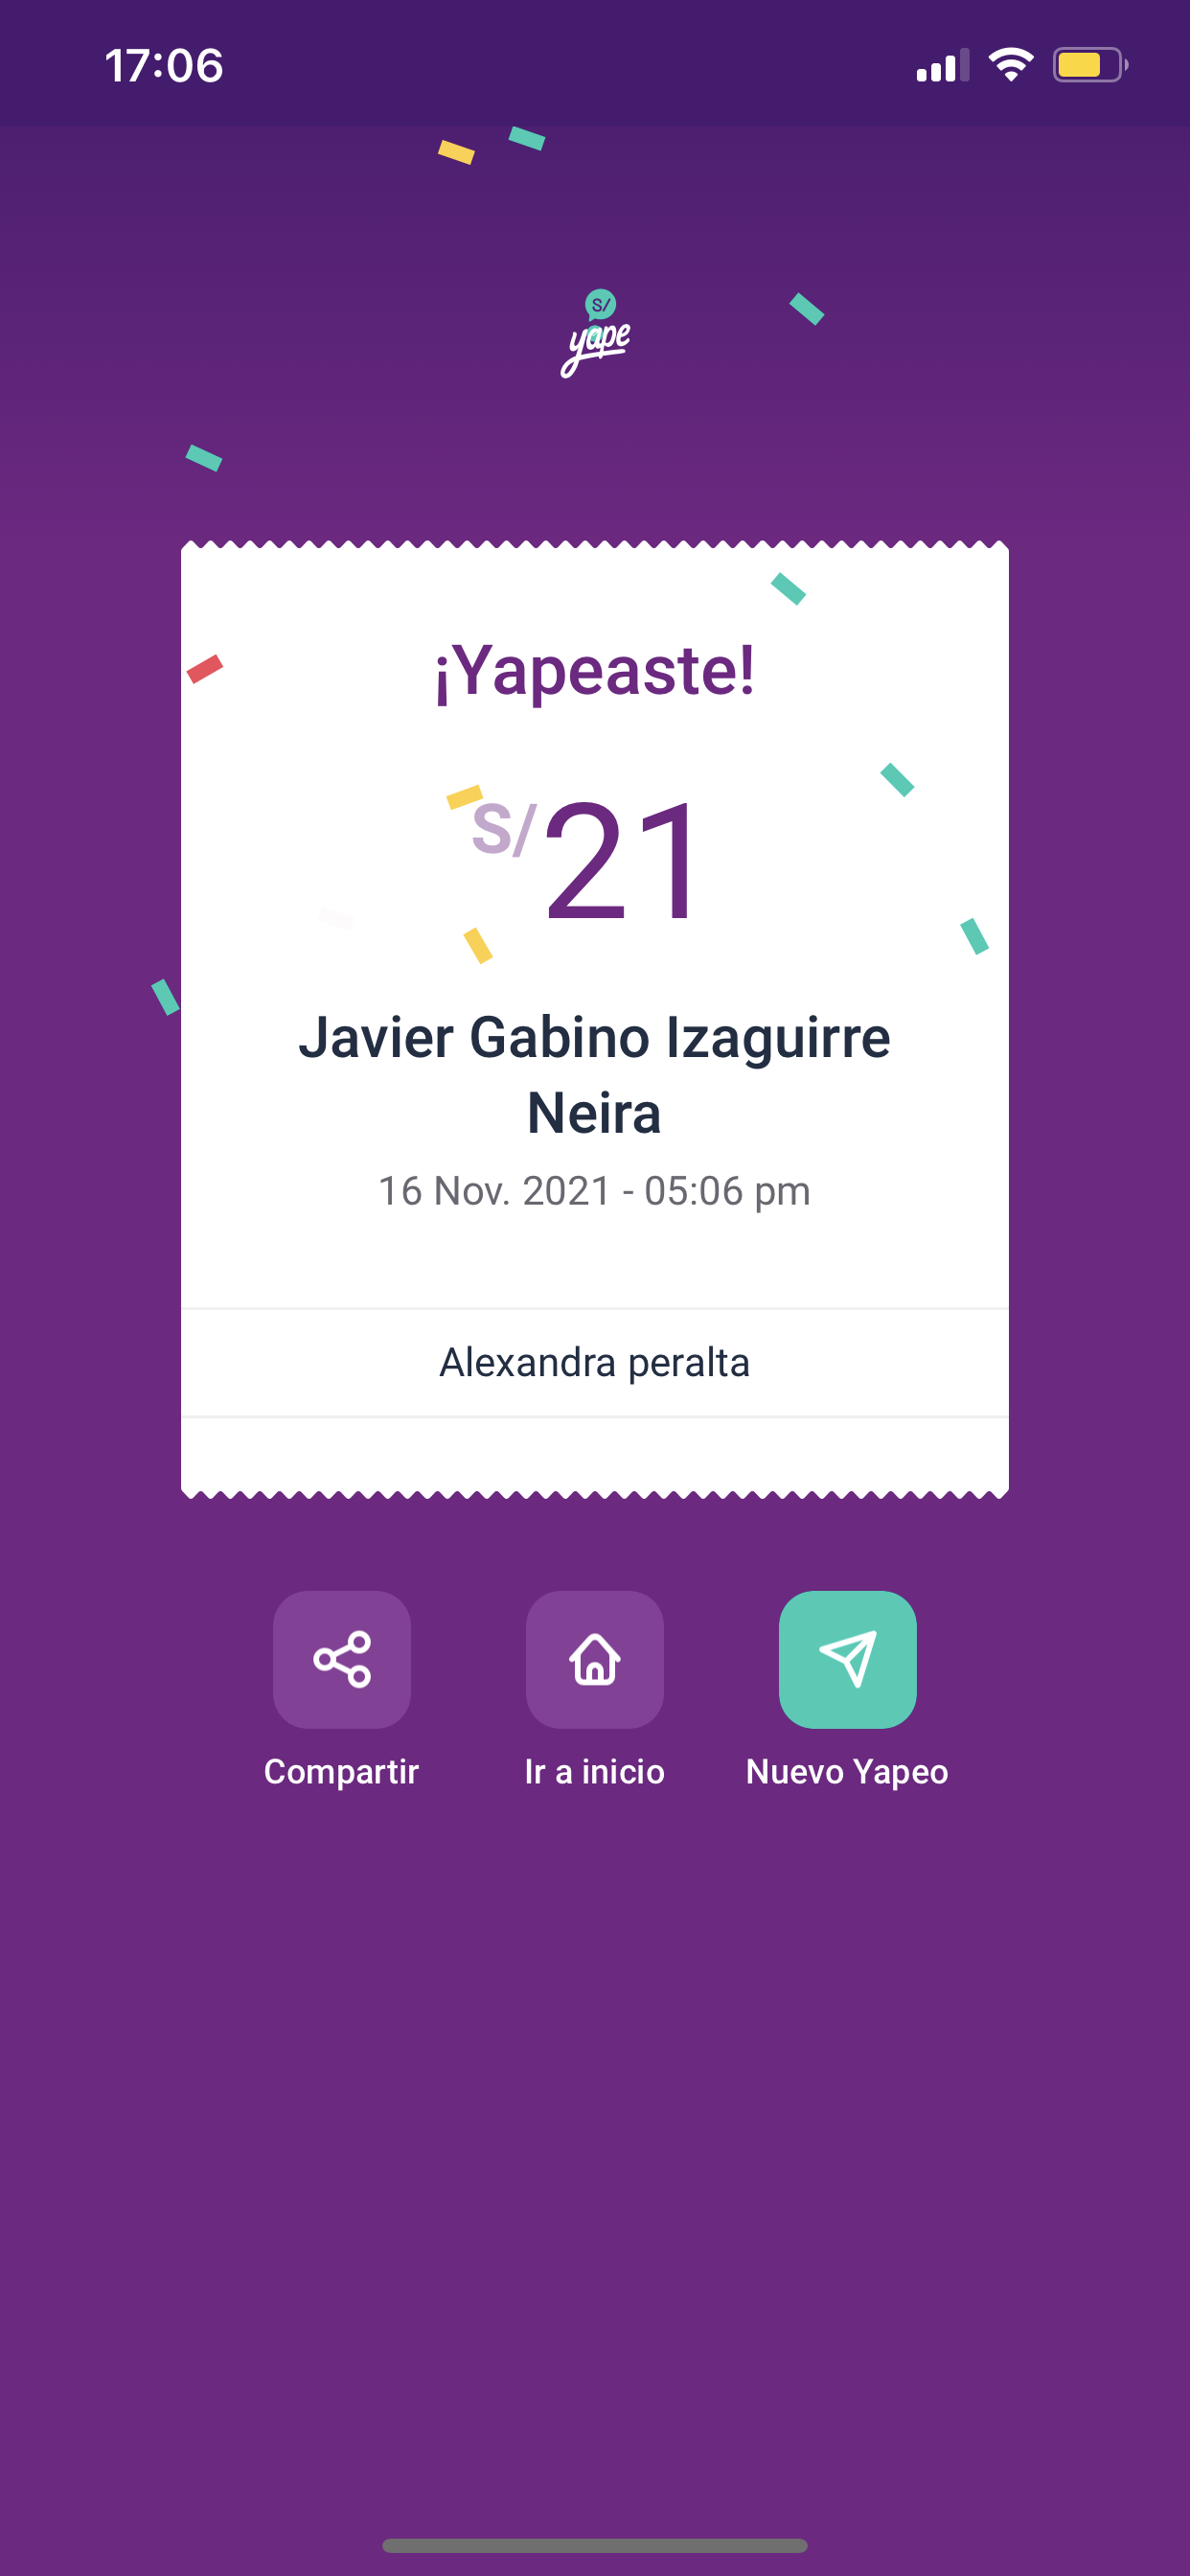 17:06
S/
yape
¡Yapeaste!
S/21
Javier Gabino Izaguirre
Neira
16 Nov. 2021 - 05:06 pm
Alexandra peralta
Compartir
Ir a inicio
Nuevo Yapeo